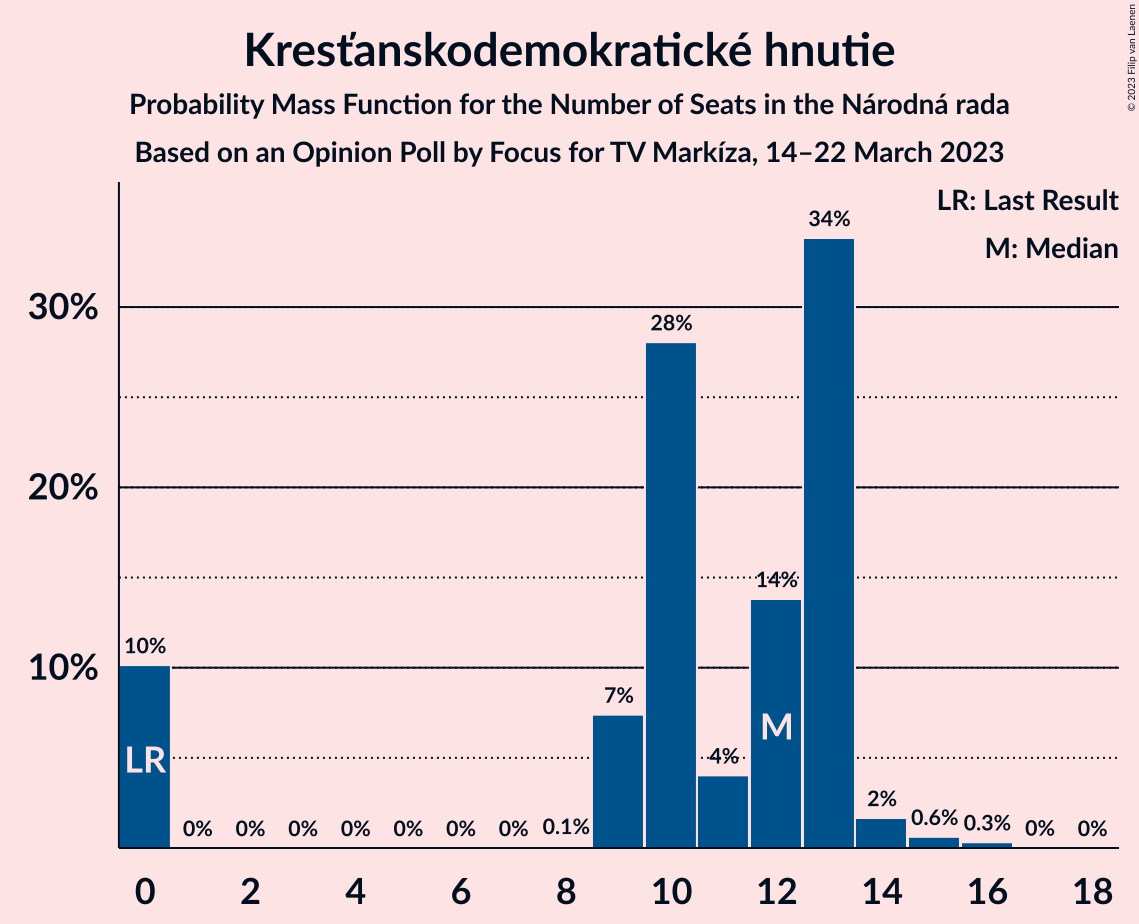 Kresťanskodemokratické hnutie
Probability Mass Function for the Number of Seats in the Národná rada
Based on an Opinion Poll by Focus for TV Markíza, 14–22 March 2023
© 2023 Filip van Laenen
LR: Last Result
M: Median
34%
30%
28%
20%
14%
10%
10%
7%
M
4%
LR
2%
0% 0% 0% 0% 0% 0% 0% 0.1% 0.6% 0.3% 0% 0%
0 2 4 6 8 10 12 14 16 18